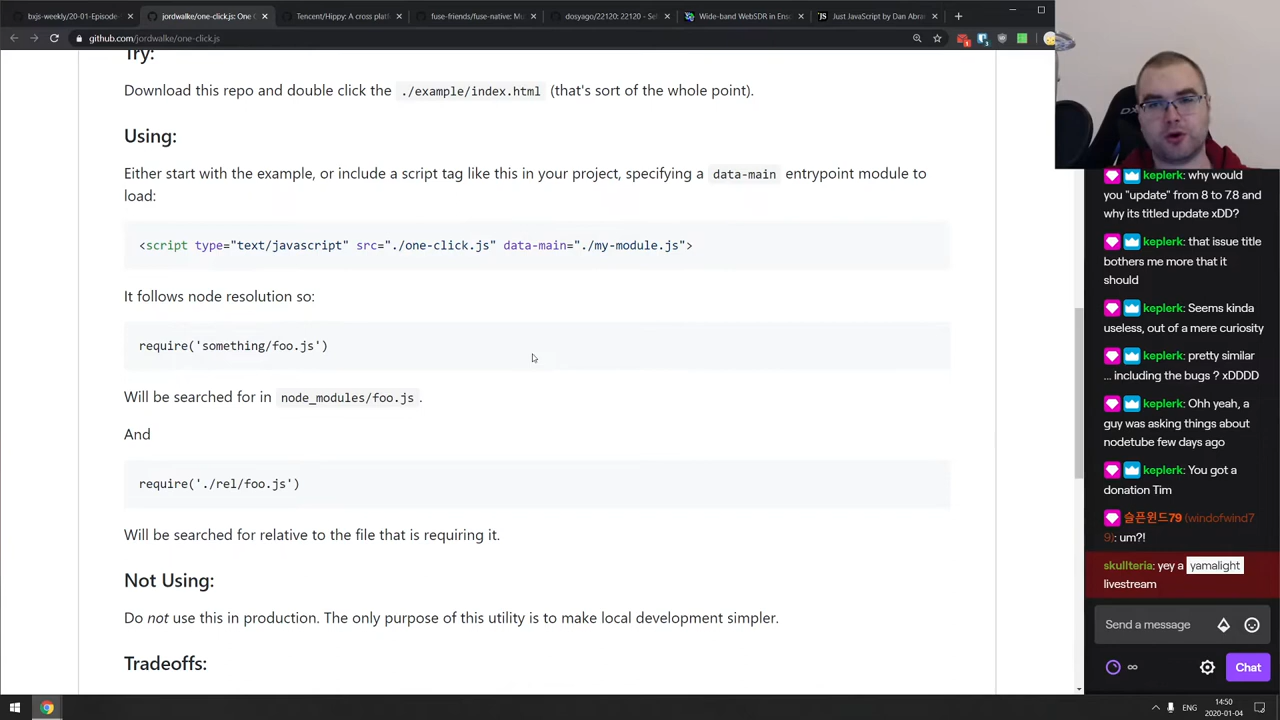 bxjs-weekly/20-01-Episode-
jordwalke/one-click.js: One C
Tencent/Hippy: A cross platf
fuse-friends/fuse-native: Mu
dosyago/22120: 22120 - Self
Wide-band WebSDR in Ensc
Just JavaScript by Dan Abra
github.com/jordwalke/one-click.js
Try:
Download this repo and double click the ./example/index.html (that's sort of the whole point).
Using:
Either start with the example, or include a script tag like this in your project, specifying a data-main entrypoint module to
load:
<script type="text/javascript" src="./one-click.js" data-main="./my-module.js">
It follows node resolution so:
require('something/foo.js')
Will be searched for in node_modules/foo.js .
And
require('./rel/foo.js')
Will be searched for relative to the file that is requiring it.
Not Using:
Do not use this in production. The only purpose of this utility is to make local development simpler.
Tradeoffs:
keplerk: why would
you "update" from 8 to 7.8 and
why its titled update xDD?
keplerk: that issue title
bothers me more that it
should
keplerk: Seems kinda
useless, out of a mere curiosity
keplerk: pretty similar
... including the bugs ? xDDDD
keplerk: Ohh yeah, a
guy was asking things about
nodetube few days ago
keplerk: You got a
donation Tim
슬픈윈드79 (windofwind7
9): um?!
skullteria: yey a yamalight
livestream
Send a message
Chat
ENG
14:50
2020-01-04